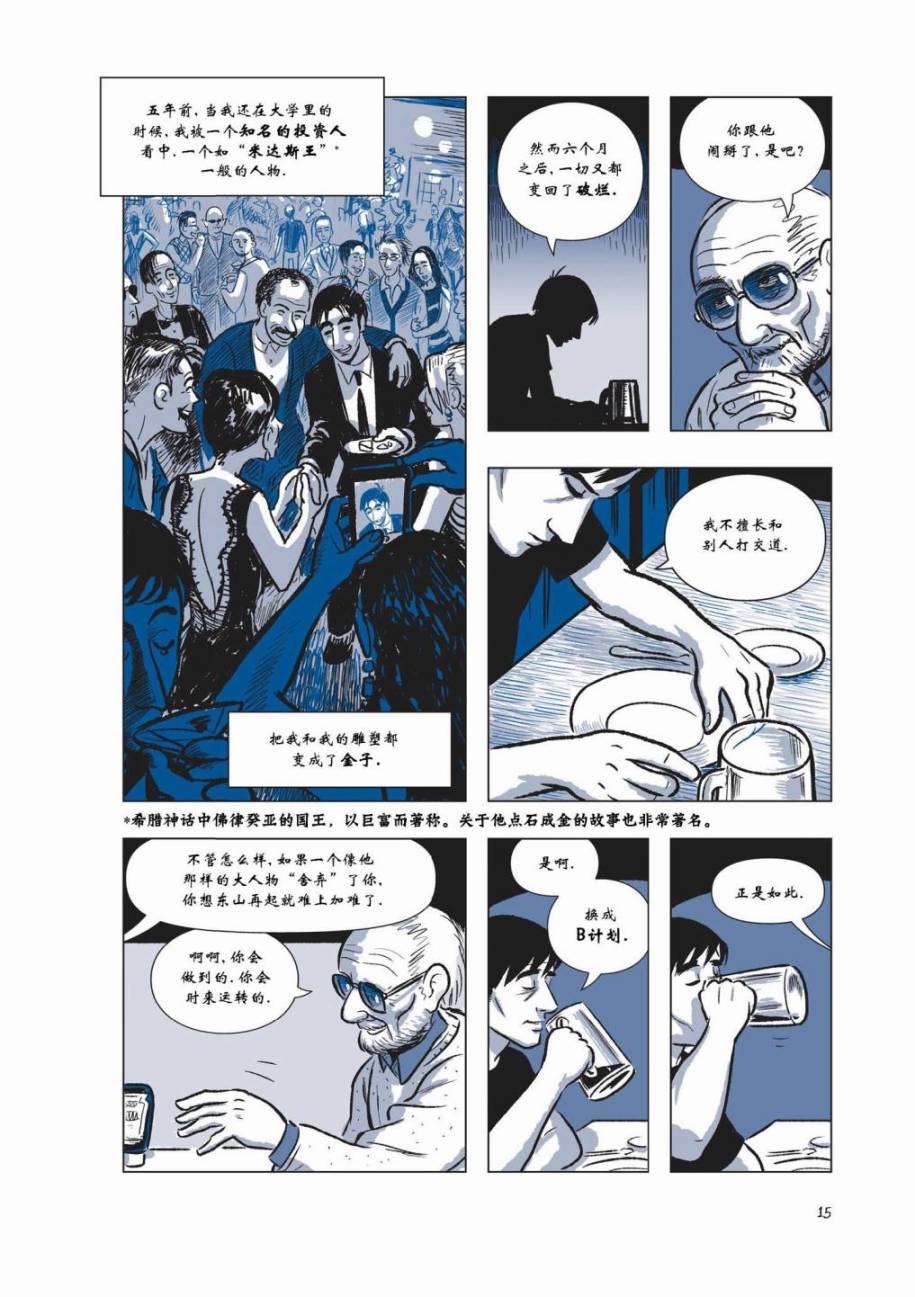 五年前,当我还在大学里的
时候,我被一个知名的投资人
看中.一个如“米达斯王”*
一般的人物.
把我和我的雕塑都
变成了金子.
然而六个月
之后,一切又都
变回了破烂.
你跟他
闹掰了,是吧?
我不擅长和
别人打交道.
*希腊神话中佛律癸亚的国王，以巨富而著称。关于他点石成金的故事也非常著名。
不管怎么样,如果一个像他
那样的大人物“舍弃”了你,
你想东山再起就难上加难了.
啊啊,你会
做到的.你会
时来运转的.
是啊.
换成
B计划.
正是如此.
15